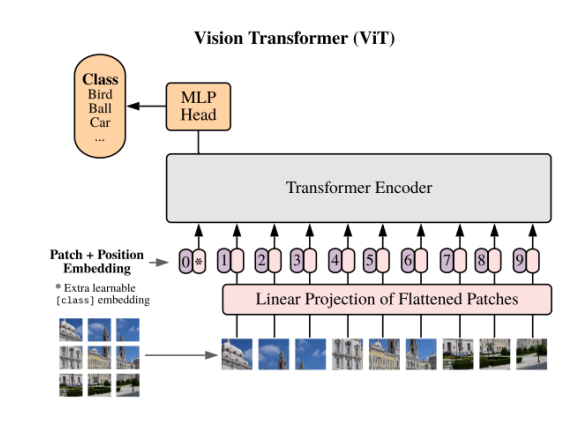 Vision Transformer (ViT)
Class
Bird
Ball
Car
...
MLP
Head
Transformer Encoder
Patch + Position
Embedding
0 * 1 2 3 4 5 6 7 8 9
* Extra learnable
[class] embedding
Linear Projection of Flattened Patches